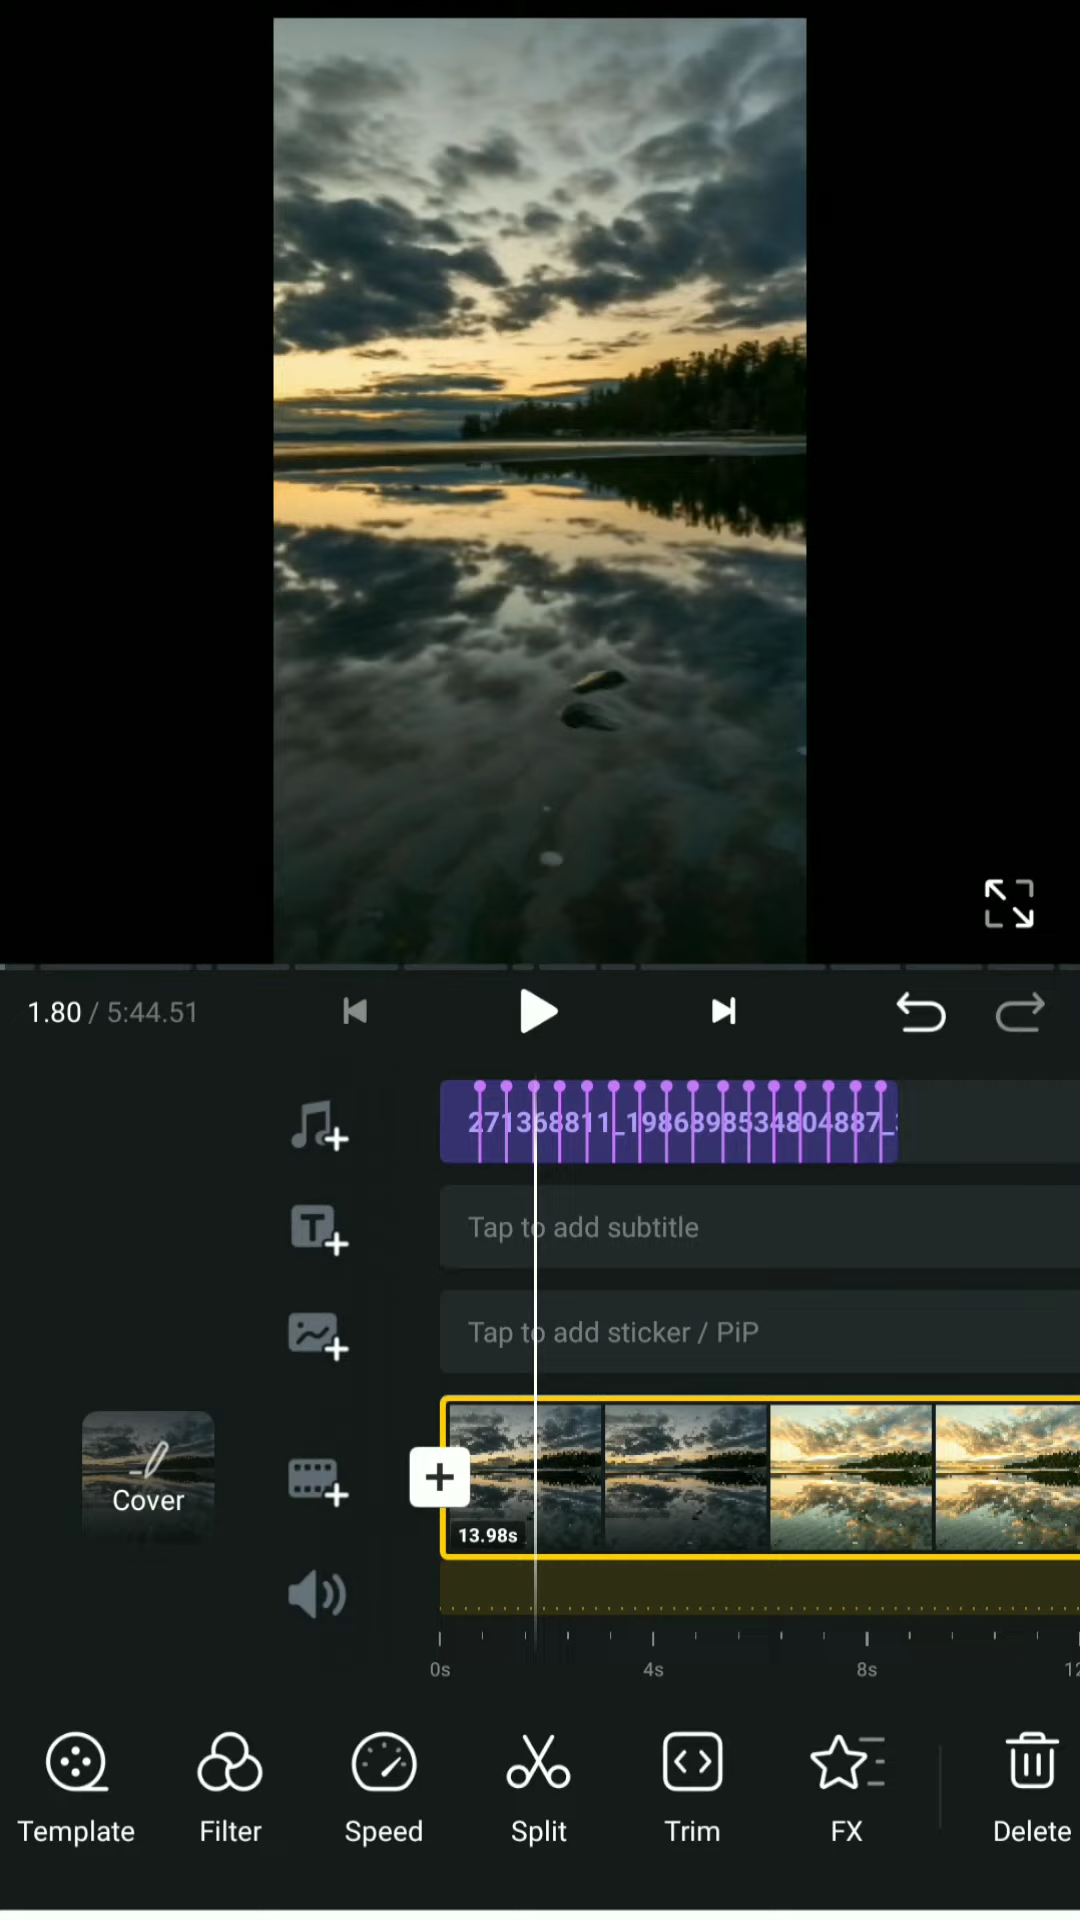 1.80 / 5:44.51
271368811_1986898534804887_
Tap to add subtitle
Tap to add sticker / PiP
Cover
13.98s
0s 4s 8s 12
Template Filter Speed Split Trim FX Delete